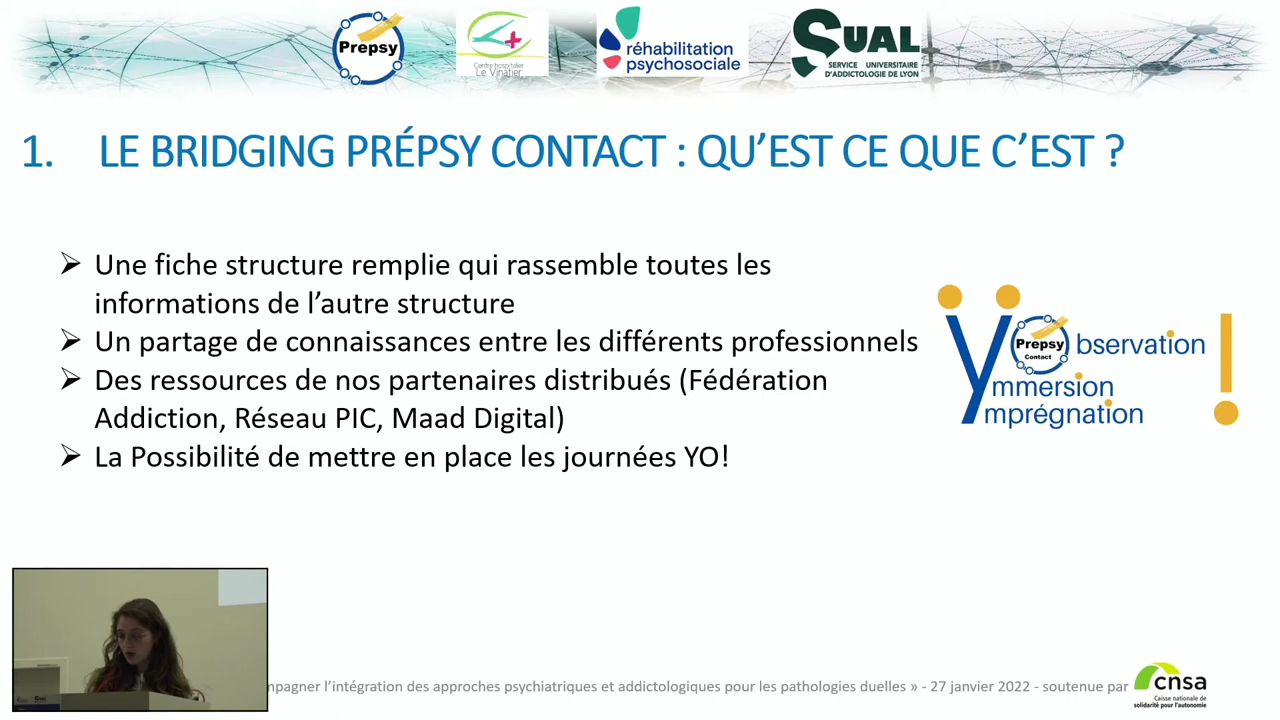 Prepsy
Centre hospitalier
Le Vinatier
réhabilitation
psychosociale
SUAL
SERVICE UNIVERSITAIRE
D'ADDICTOLOGIE DE LYON
1. LE BRIDGING PRÉPSY CONTACT : QU'EST CE QUE C'EST ?
➢ Une fiche structure remplie qui rassemble toutes les
informations de l'autre structure
➢ Un partage de connaissances entre les différents professionnels
➢ Des ressources de nos partenaires distribués (Fédération
Addiction, Réseau PIC, Maad Digital)
➢ La Possibilité de mettre en place les journées YO!
Prepsy
Contact
bservation
mmersion
mprégnation
!
mpagner l'intégration des approches psychiatriques et addictologiques pour les pathologies duelles » - 27 janvier 2022 - soutenue par
cnsa
Caisse nationale de
solidarité pour l'autonomie